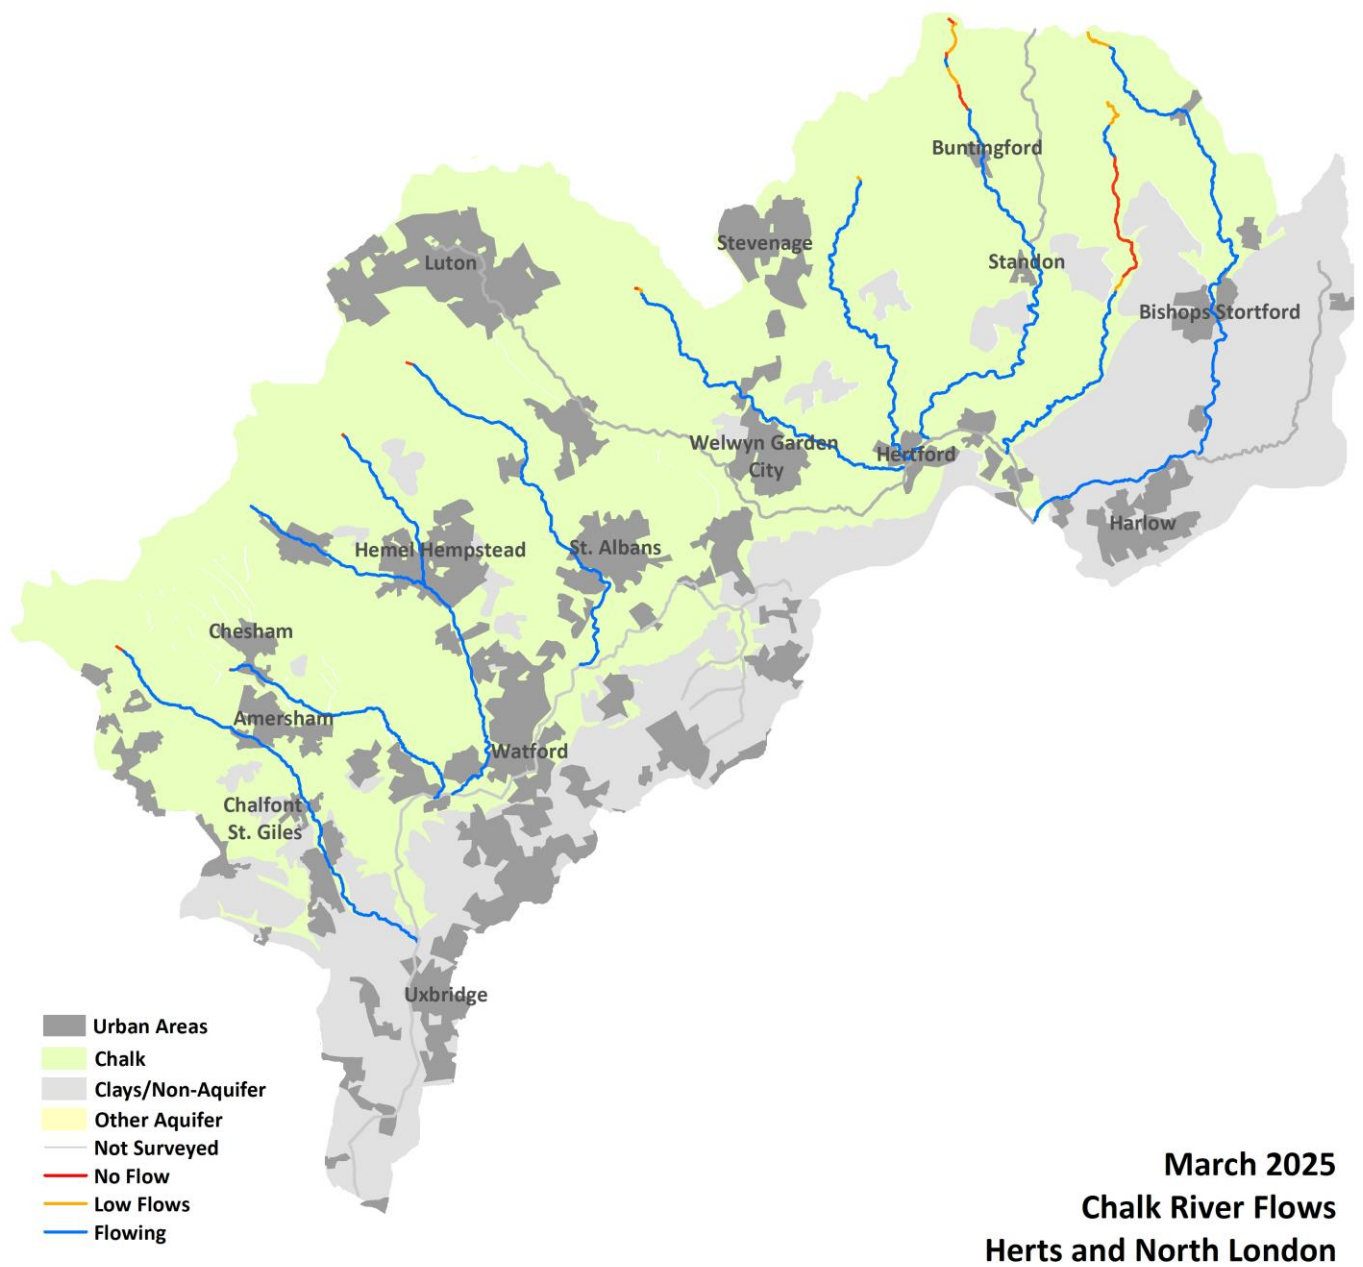 Buntingford
Stevenage
Luton
Standon
Bishops Stortford
Welwyn Garden
City
Hertford
Harlow
Hemel Hempstead
St. Albans
Chesham
Amersham
Watford
Chalfont
St. Giles
Uxbridge
Urban Areas
Chalk
Clays/Non-Aquifer
Other Aquifer
Not Surveyed
No Flow
Low Flows
Flowing
March 2025
Chalk River Flows
Herts and North London